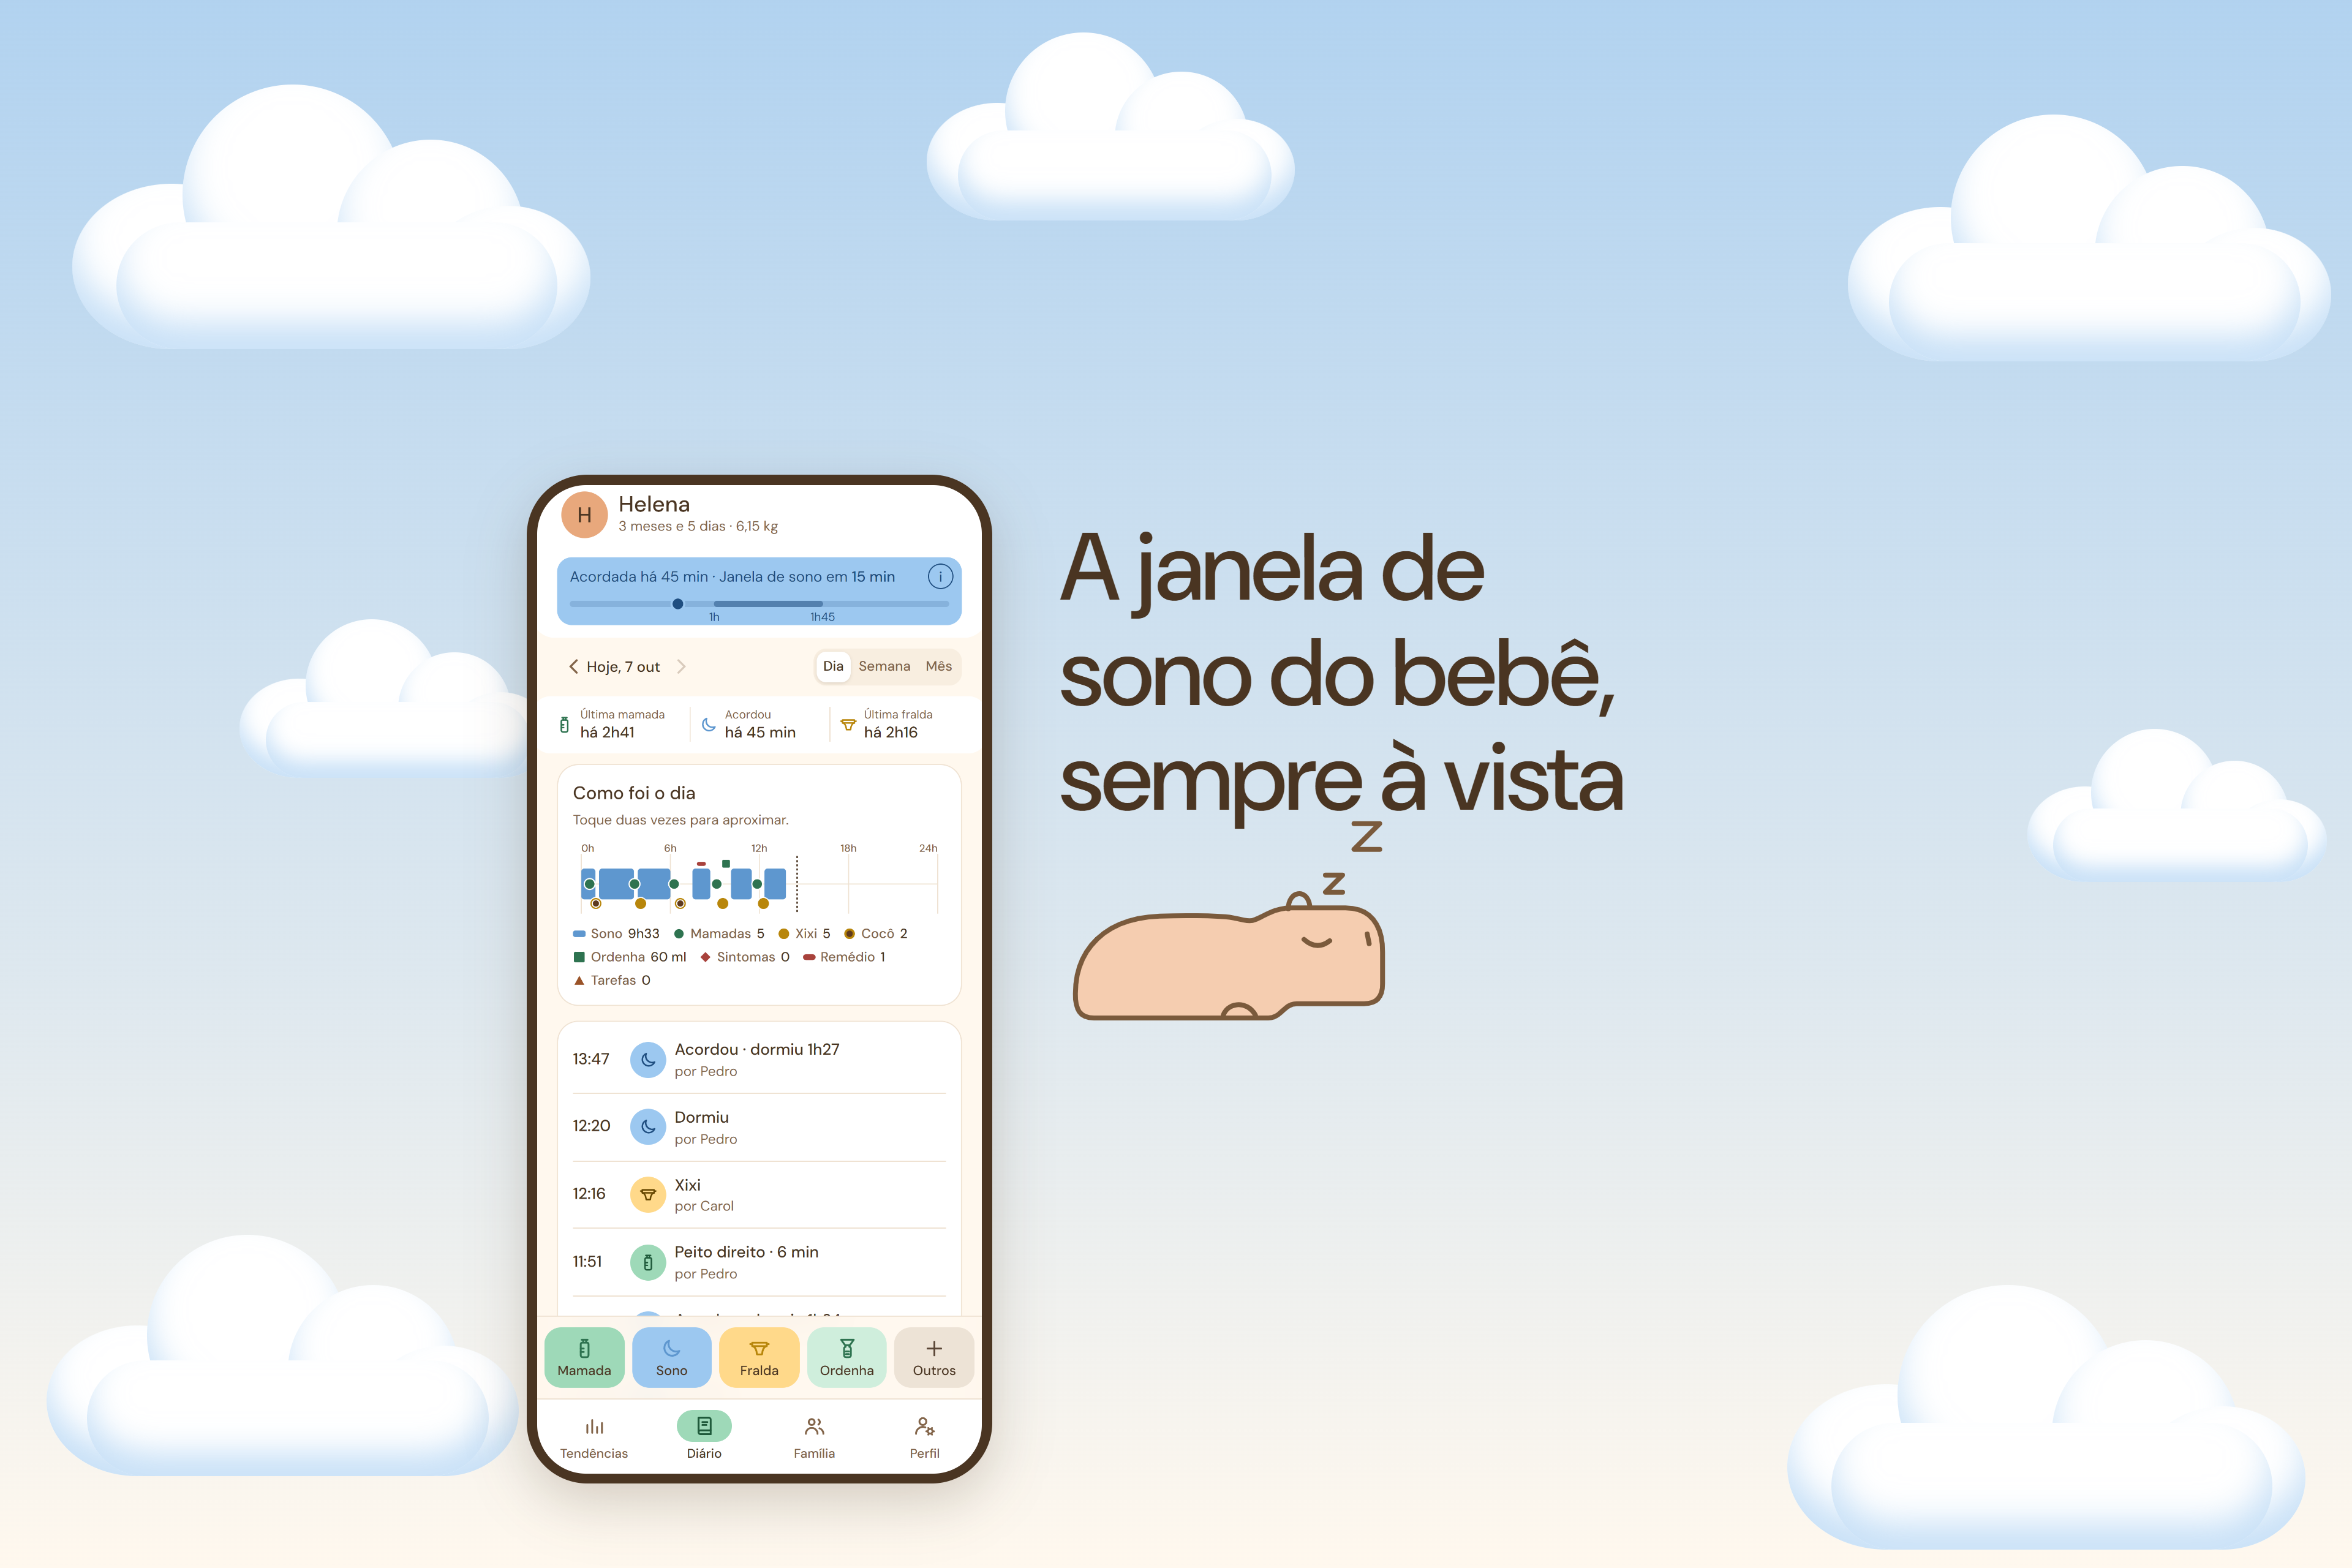 H
Helena
3 meses e 5 dias · 6,15 kg
Acordada há 45 min · Janela de sono em 15 min
i
1h 1h45
Hoje, 7 out
Dia Semana Mês
Última mamada
há 2h41
Acordou
há 45 min
Última fralda
há 2h16
Como foi o dia
Toque duas vezes para aproximar.
0h 6h 12h 18h 24h
Sono 9h33 Mamadas 5 Xixi 5 Cocô 2
Ordenha 60 ml Sintomas 0 Remédio 1
Tarefas 0
13:47 Acordou · dormiu 1h27
por Pedro
12:20 Dormiu
por Pedro
12:16 Xixi
por Carol
11:51 Peito direito · 6 min
por Pedro
Mamada Sono Fralda Ordenha Outros
Tendências Diário Família Perfil
A janela de
sono do bebê,
sempre à vista
Z
z